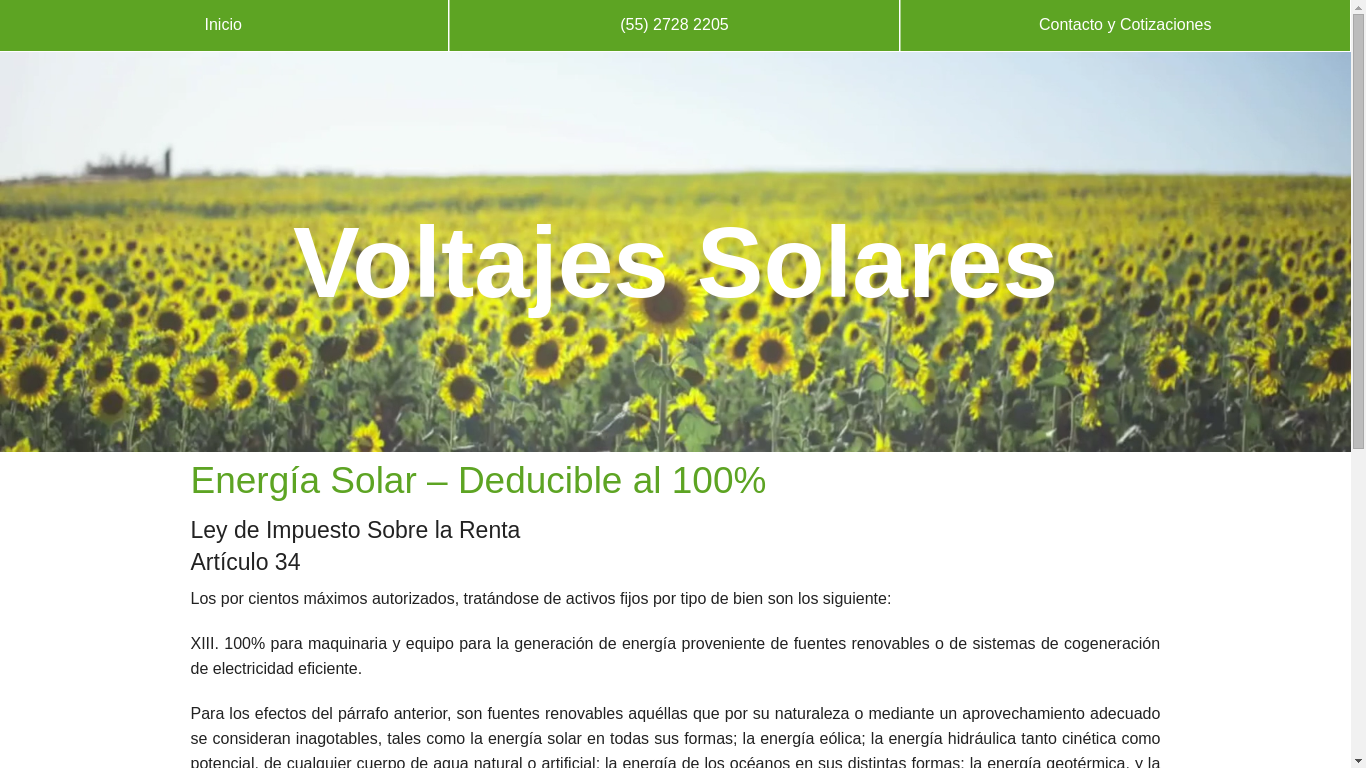 Inicio
(55) 2728 2205
Contacto y Cotizaciones
Voltajes Solares
Energía Solar – Deducible al 100%
Ley de Impuesto Sobre la Renta
Artículo 34
Los por cientos máximos autorizados, tratándose de activos fijos por tipo de bien son los siguiente:
XIII. 100% para maquinaria y equipo para la generación de energía proveniente de fuentes renovables o de sistemas de cogeneración
de electricidad eficiente.
Para los efectos del párrafo anterior, son fuentes renovables aquéllas que por su naturaleza o mediante un aprovechamiento adecuado
se consideran inagotables, tales como la energía solar en todas sus formas; la energía eólica; la energía hidráulica tanto cinética como
potencial, de cualquier cuerpo de agua natural o artificial; la energía de los océanos en sus distintas formas; la energía geotérmica, y la